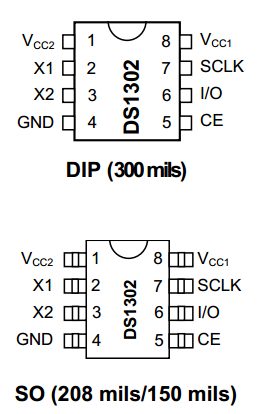 VCC2 1 8 VCC1
X1 2 7 SCLK
X2 3 6 I/O
GND 4 5 CE
DS1302
DIP (300 mils)
VCC2 1 8 VCC1
X1 2 7 SCLK
X2 3 6 I/O
GND 4 5 CE
DS1302
SO (208 mils/150 mils)